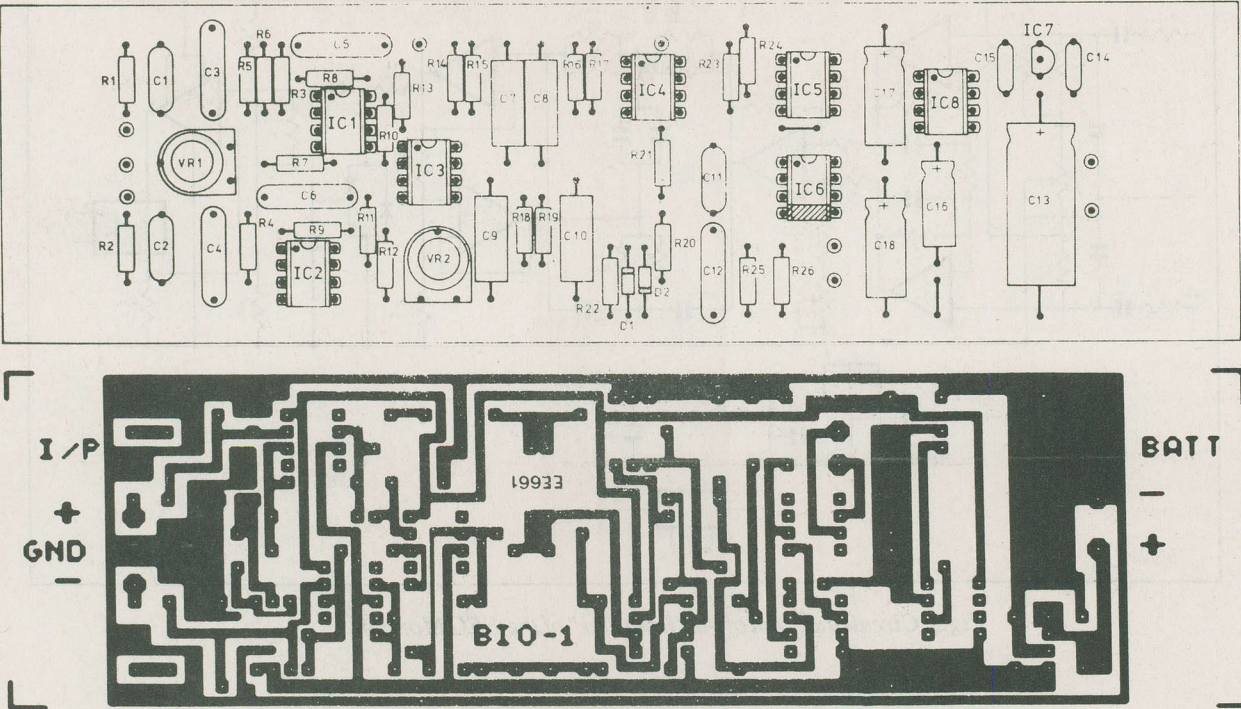 R1
C1
C3
R6
R5
R3
C5
R8
IC1
R10
R13
R14
R15
C7
C8
R16
R17
IC4
R23
R24
IC5
C17
IC8
C15
IC7
C14
VR1
R7
IC3
R21
C11
IC6
C6
C16
C13
R2
C2
C4
R4
R9
IC2
R11
R12
VR2
C9
R18
R19
C10
R22
D1
D2
R20
C12
R25
R26
C18
I/P
+
GND
-
EE661
BIO-1
BATT
-
+